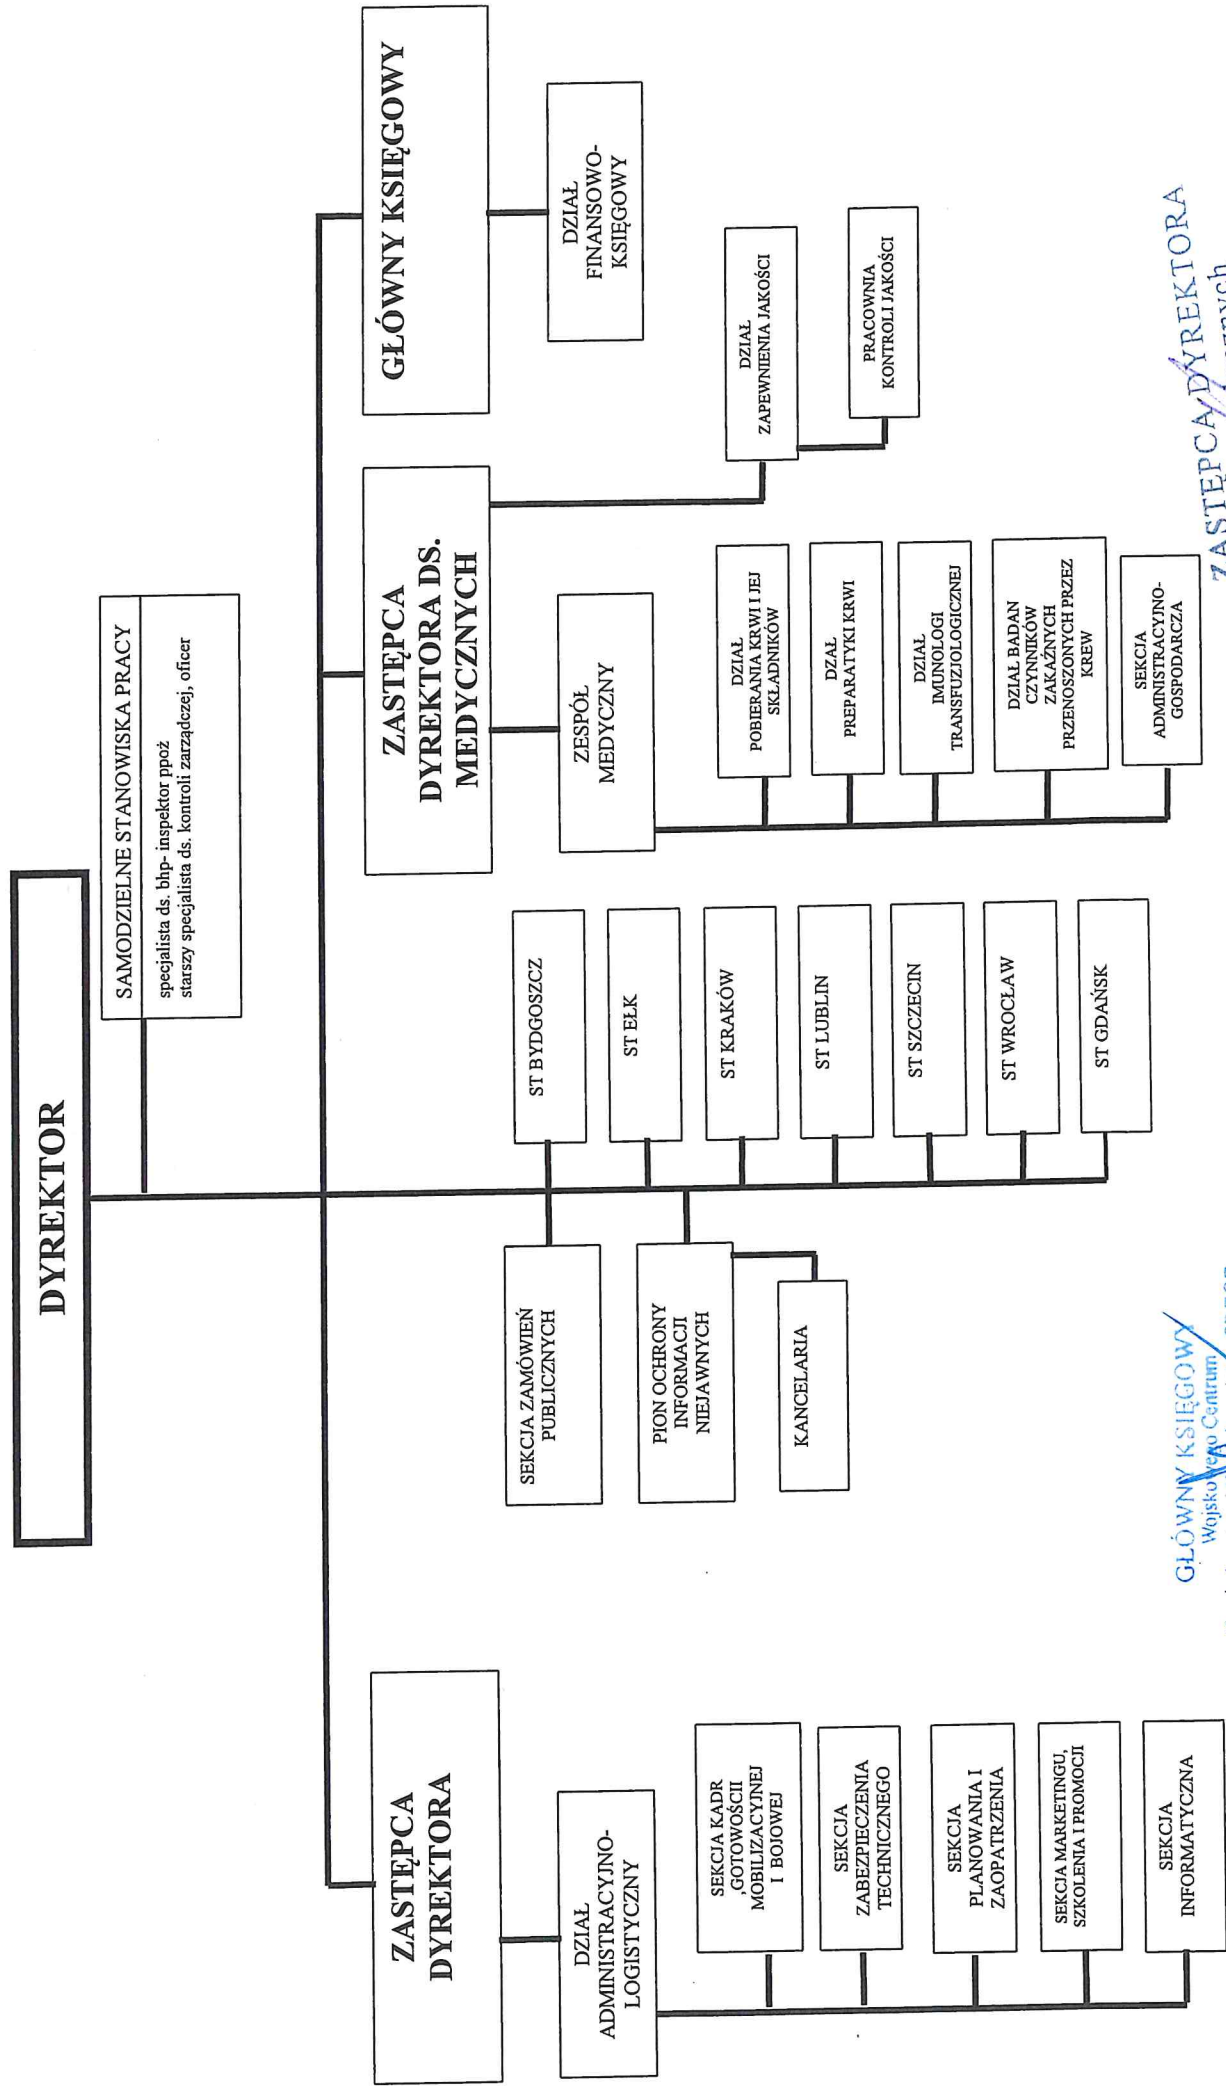 DYREKTOR
SAMODZIELNE STANOWISKA PRACY
specjalista ds. bhp- inspektor ppoż
starszy specjalista ds. kontroli zarządczej, oficer
ZASTĘPCA
DYREKTORA
DZIAŁ
ADMINISTRACYJNO-
LOGISTYCZNY
SEKCJA KADR
,GOTOWOŚCII
MOBILIZACYJNEJ
I BOJOWEJ
SEKCJA
ZABEZPIECZENIA
TECHNICZNEGO
SEKCJA
PLANOWANIA I
ZAOPATRZENIA
SEKCJA MARKETINGU,
SZKOLENIA I PROMOCJI
SEKCJA
INFORMATYCZNA
SEKCJA ZAMÓWIEŃ
PUBLICZNYCH
PION OCHRONY
INFORMACJI
NIEJAWNYCH
KANCELARIA
ST BYDGOSZCZ
ST EŁK
ST KRAKÓW
ST LUBLIN
ST SZCZECIN
ST WROCŁAW
ST GDAŃSK
ZASTĘPCA
DYREKTORA DS.
MEDYCZNYCH
ZESPÓŁ
MEDYCZNY
DZIAŁ
POBIERANIA KRWI I JEJ
SKŁADNIKÓW
DZAŁ
PREPARATYKI KRWI
DZIAŁ
IMUNOLOGI
TRANSFUZJOLOGICZNEJ
DZIAŁ BADAN
CZYNNIKÓW
ZAKAŹNYCH
PRZENOSZONYCH PRZEZ
KREW
SEKCJA
ADMINISTRACYJNO-
GOSPODARCZA
DZIAŁ
ZAPEWNIENIA JAKOŚCI
PRACOWNIA
KONTROLI JAKOŚCI
GŁÓWNY KSIĘGOWY
DZIAŁ
FINANSOWO-
KSIĘGOWY
GŁÓWNY KSIĘGOWY
Wojskowego Centrum
ZASTĘPCA DYREKTORA